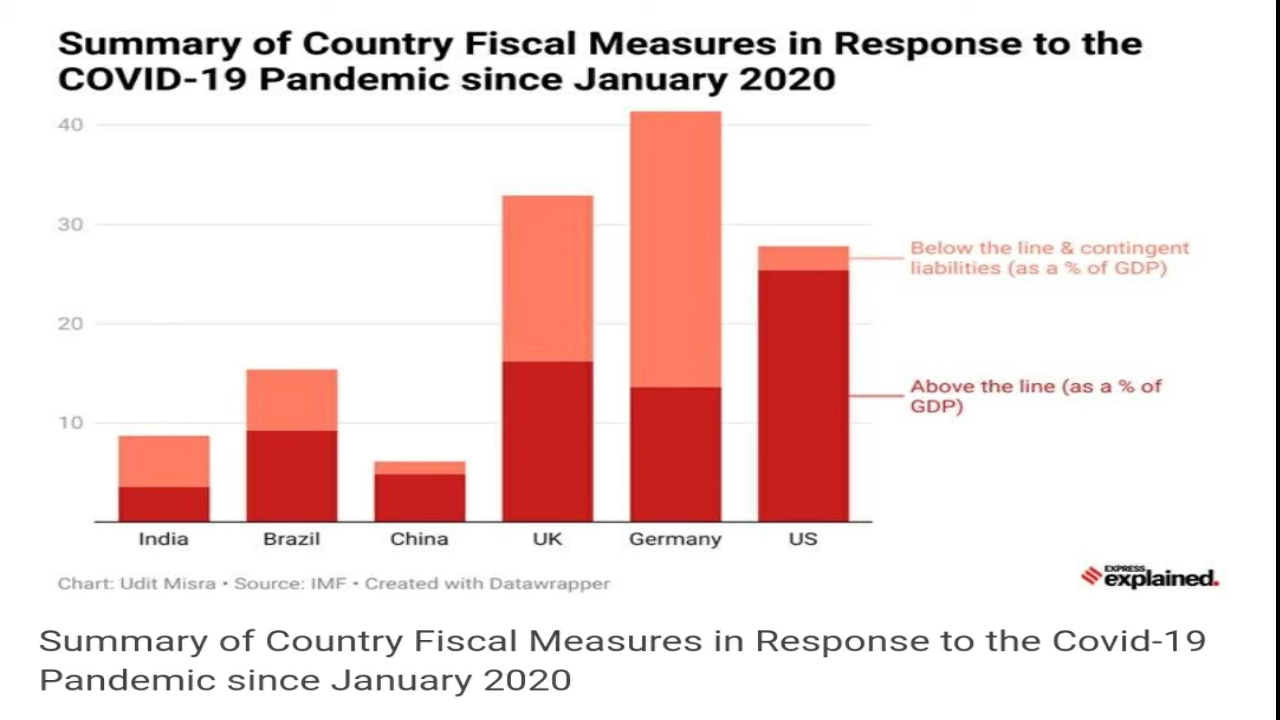 Summary of Country Fiscal Measures in Response to the
COVID-19 Pandemic since January 2020
40
30
20
10
Below the line & contingent
liabilities (as a % of GDP)
Above the line (as a % of
GDP)
India Brazil China UK Germany US
Chart: Udit Misra • Source: IMF • Created with Datawrapper
EXPRESS
explained.
Summary of Country Fiscal Measures in Response to the Covid-19
Pandemic since January 2020